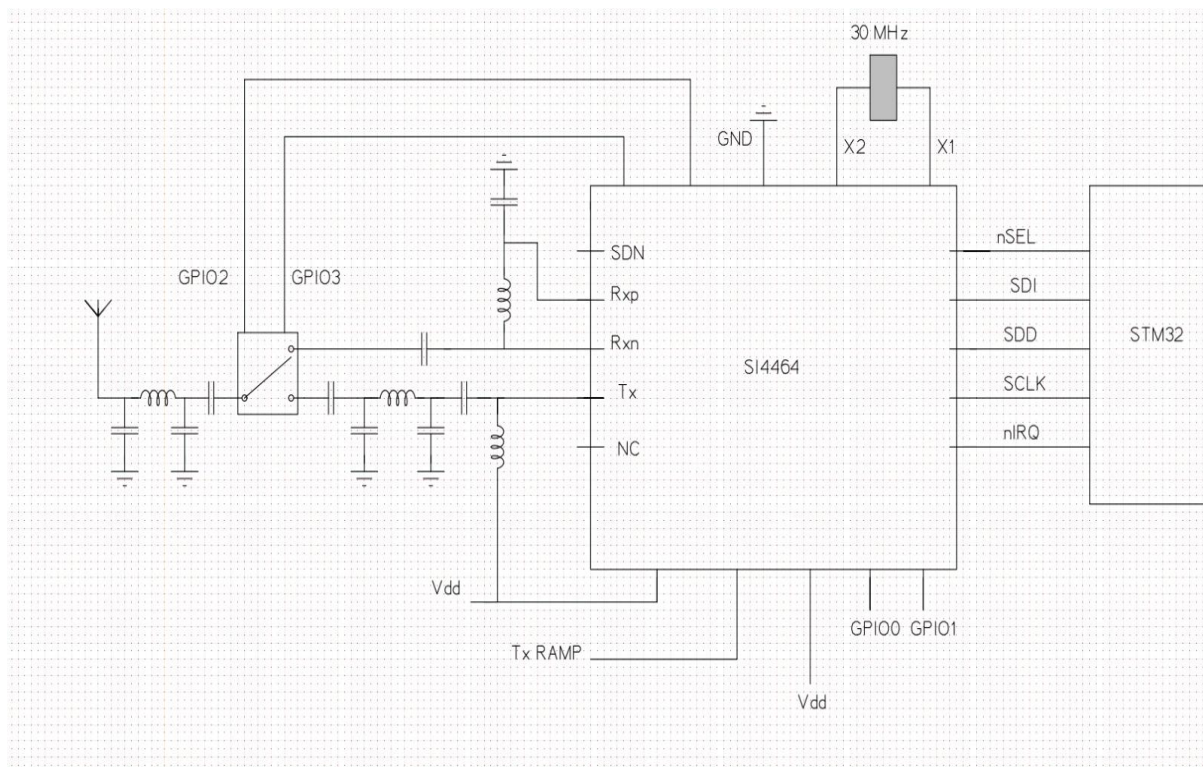 30 MHz
GND
X2
X1
nSEL
SDN
GPIO2
GPIO3
Rxp
SDI
Rxn
SDD
STM32
SI4464
Tx
SCLK
NC
nIRQ
Vdd
GPIO0
GPIO1
Tx RAMP
Vdd